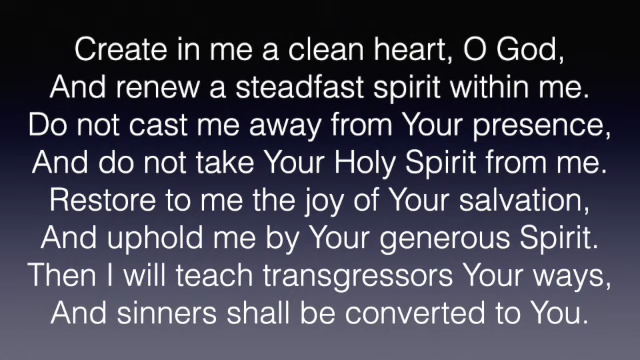 Create in me a clean heart, O God,
And renew a steadfast spirit within me.
Do not cast me away from Your presence,
And do not take Your Holy Spirit from me.
Restore to me the joy of Your salvation,
And uphold me by Your generous Spirit.
Then I will teach transgressors Your ways,
And sinners shall be converted to You.